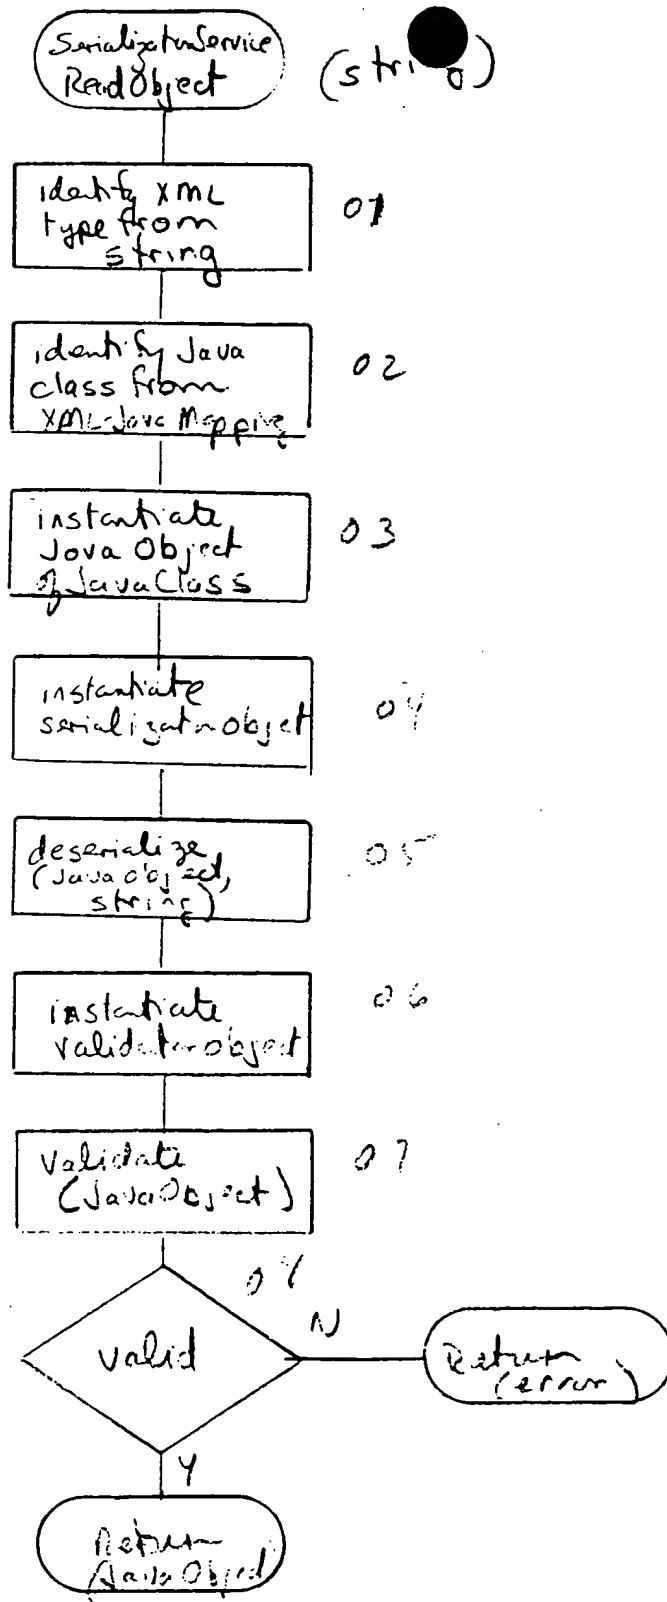 SerializationService
ReadObject
(string)
identify XML
type from
string
01
identify Java
class from
XML-Java Mapping
02
instantiate
Java Object
of JavaClass
03
instantiate
serializationObject
04
deserialize
(JavaObject,
string)
05
instantiate
validatorObject
06
validate
(JavaObject)
07
valid
N
Return
(error)
Y
Return
(JavaObject)